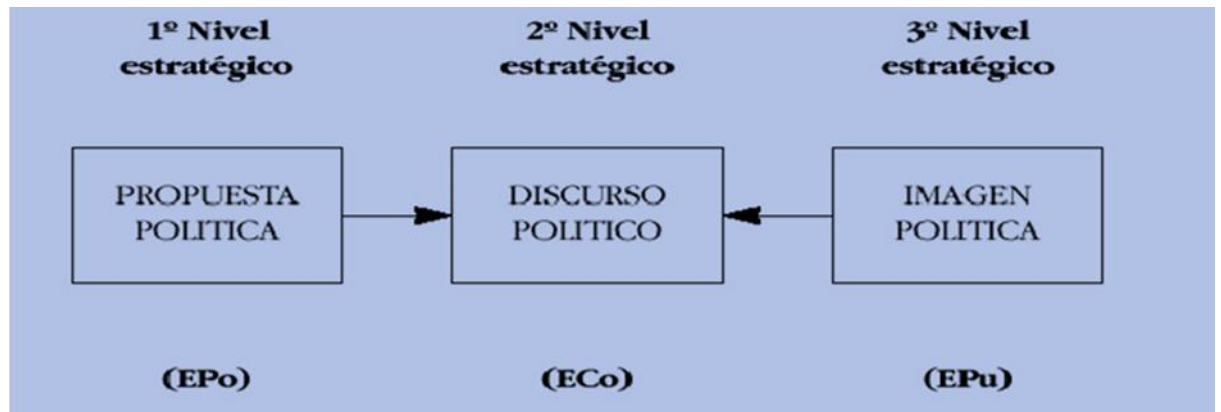 1º Nivel
estratégico
2º Nivel
estratégico
3º Nivel
estratégico
PROPUESTA
POLITICA
DISCURSO
POLITICO
IMAGEN
POLITICA
(EPo)
(ECo)
(EPu)